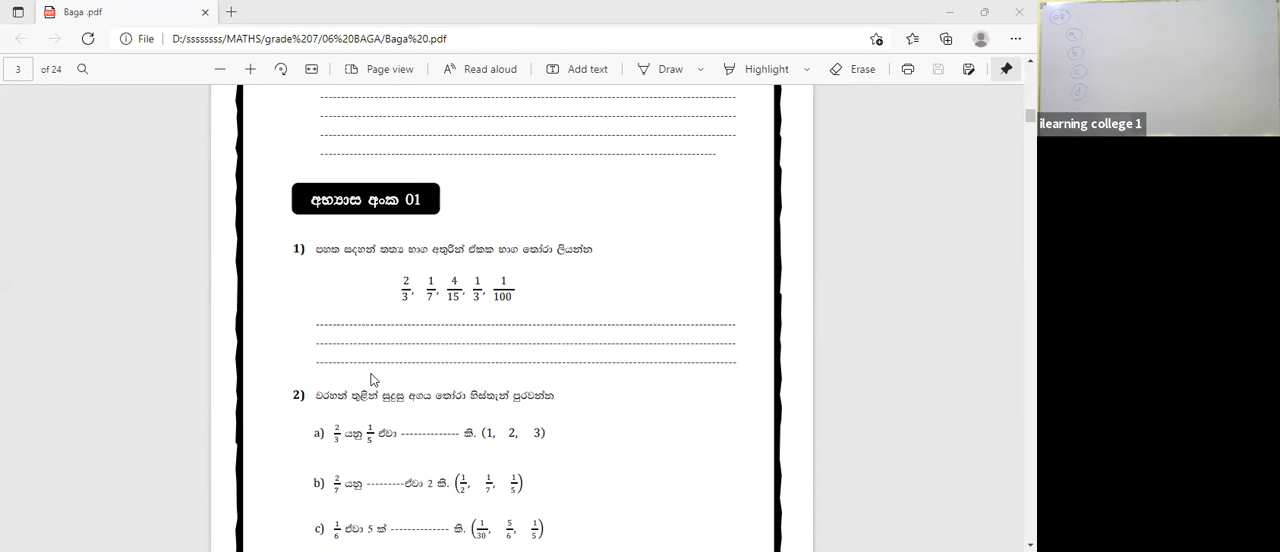 Baga .pdf
File D:/ssssssss/MATHS/grade%207/06%20BAGA/Baga%20.pdf
3 of 24 age view Read aloud Add text Draw Highlight Erase
ilearning college 1
අභ්‍යාස අංක 01
1) පහත සදහන් තත්‍ය භාග අතුරින් ඒකක භාග තෝරා ලියන්න
2/3, 1/7, 4/15, 1/3, 1/100
2) වරහන් තුළින් සුදුසු අගය තෝරා හිස්තැන් පුරවන්න
a) 2/3 යනු 1/5 ඒවා -------------- කි. (1, 2, 3)
b) 2/7 යනු ---------ඒවා 2 කි. (1/2, 1/7, 1/5)
c) 1/6 ඒවා 5 ක් -------------- කි. (1/30, 5/6, 1/5)